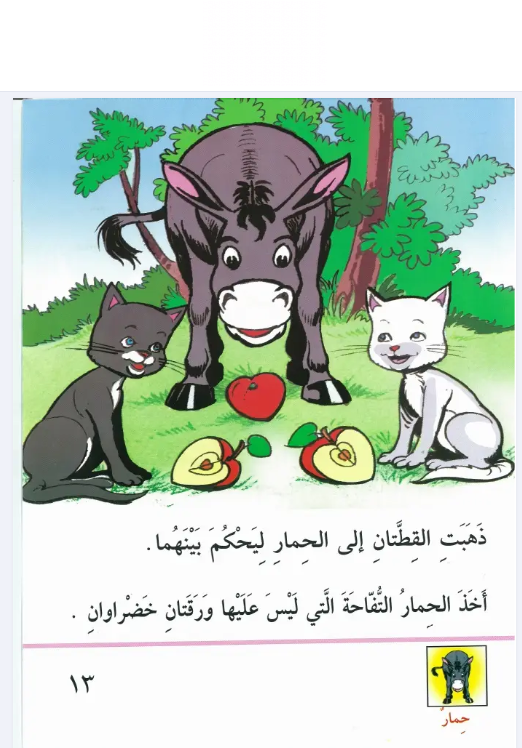 ذَهَبَتِ القِطَّتانِ إلى الحِمارِ لِيَحْكُمَ بَيْنَهُما.
أَخَذَ الحِمارُ التُّفّاحَةَ الَّتي لَيْسَ عَلَيْها وَرَقَتانِ خَضْراوانِ .
حِمارٌ
١٣